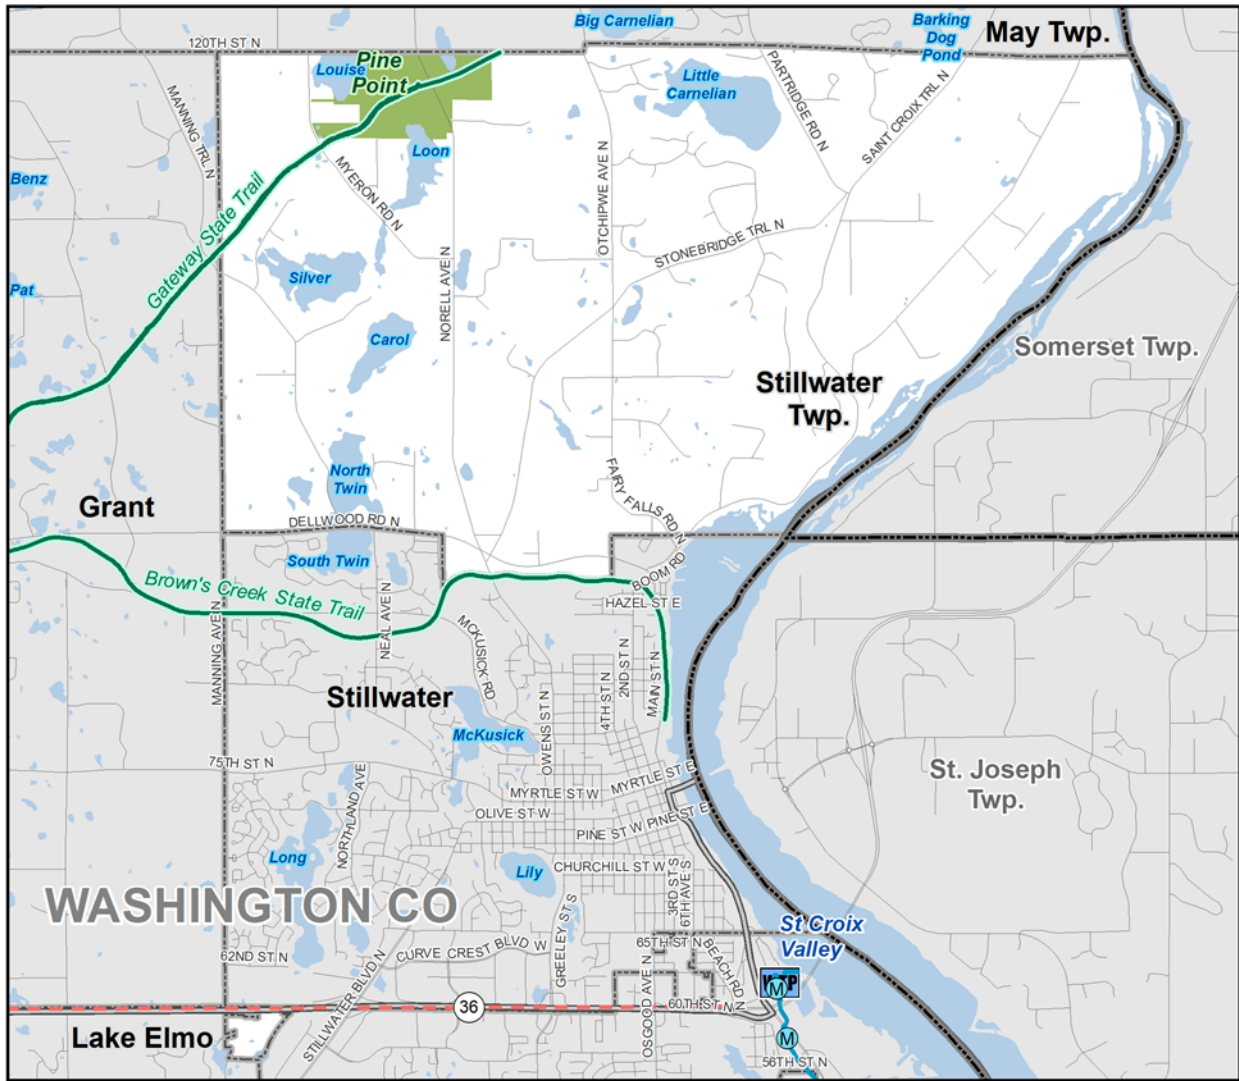 Big Carnelian
Barking
Dog
Pond
May Twp.
120TH ST N
Louise
Pine
Point
Little
Carnelian
PARTRIDGE RD N
SAINT CROIX TRL N
MANNING TRL N
Loon
Benz
MYERON RD N
OTCHIPWE AVE N
Gateway State Trail
STONEBRIDGE TRL N
Silver
Pat
NORELL AVE N
Carol
Somerset Twp.
Stillwater
Twp.
North
Twin
Grant
FAIRY FALLS RD N
DELLWOOD RD N
South Twin
BOOM RD
Brown's Creek State Trail
HAZEL ST E
NEAL AVE N
MANNING AVE N
MCKUSICK RD
2ND ST N
4TH ST N
MAIN ST N
Stillwater
OWENS ST N
McKusick
75TH ST N
St. Joseph
Twp.
NORTHLAND AVE
MYRTLE ST W
MYRTLE ST E
OLIVE ST W
PINE ST W
PINE ST E
Long
Lily
CHURCHILL ST W
3RD ST S
6TH AVE S
WASHINGTON CO
GREELEY ST S
St Croix
Valley
65TH ST N
BEACH RD N
CURVE CREST BLVD W
62ND ST N
STILLWATER BLVD N
OSGOOD AVE N
M
60TH ST N
36
Lake Elmo
M
56TH ST N